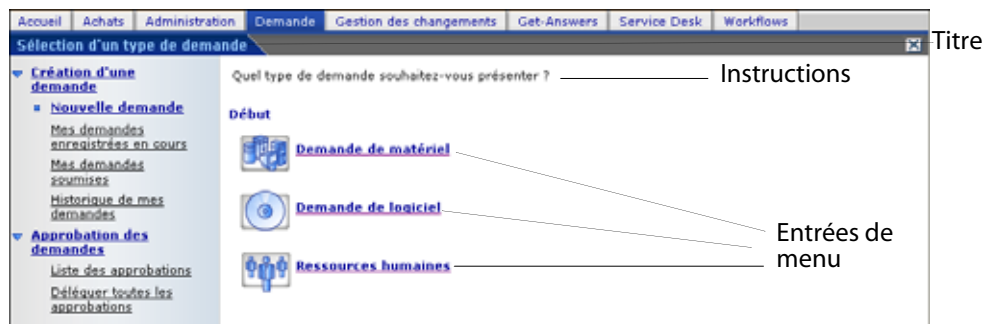 Accueil Achats Administration Demande Gestion des changements Get-Answers Service Desk Workflows
Sélection d'un type de demande
Titre
Création d'une
demande
Nouvelle demande
Mes demandes
enregistrées en cours
Mes demandes
soumises
Historique de mes
demandes
Approbation des
demandes
Liste des approbations
Déléguer toutes les
approbations
Quel type de demande souhaitez-vous présenter ?
Instructions
Début
Demande de matériel
Demande de logiciel
Ressources humaines
Entrées de
menu